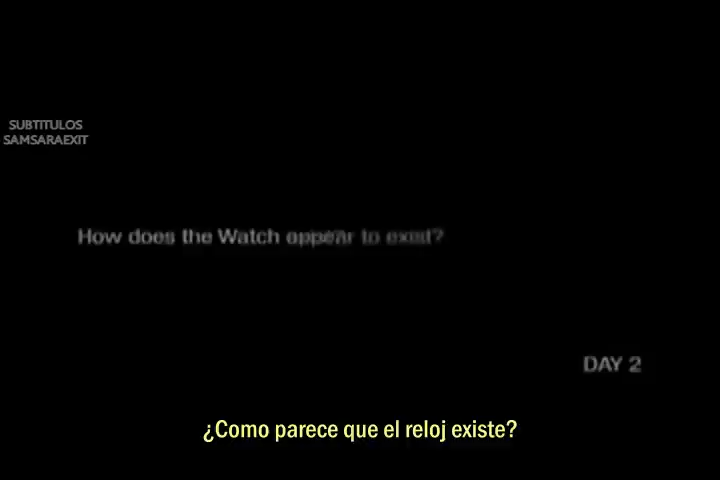 SUBTITULOS
SAMSARAEXIT
How does the Watch appear to exist?
DAY 2
¿Como parece que el reloj existe?